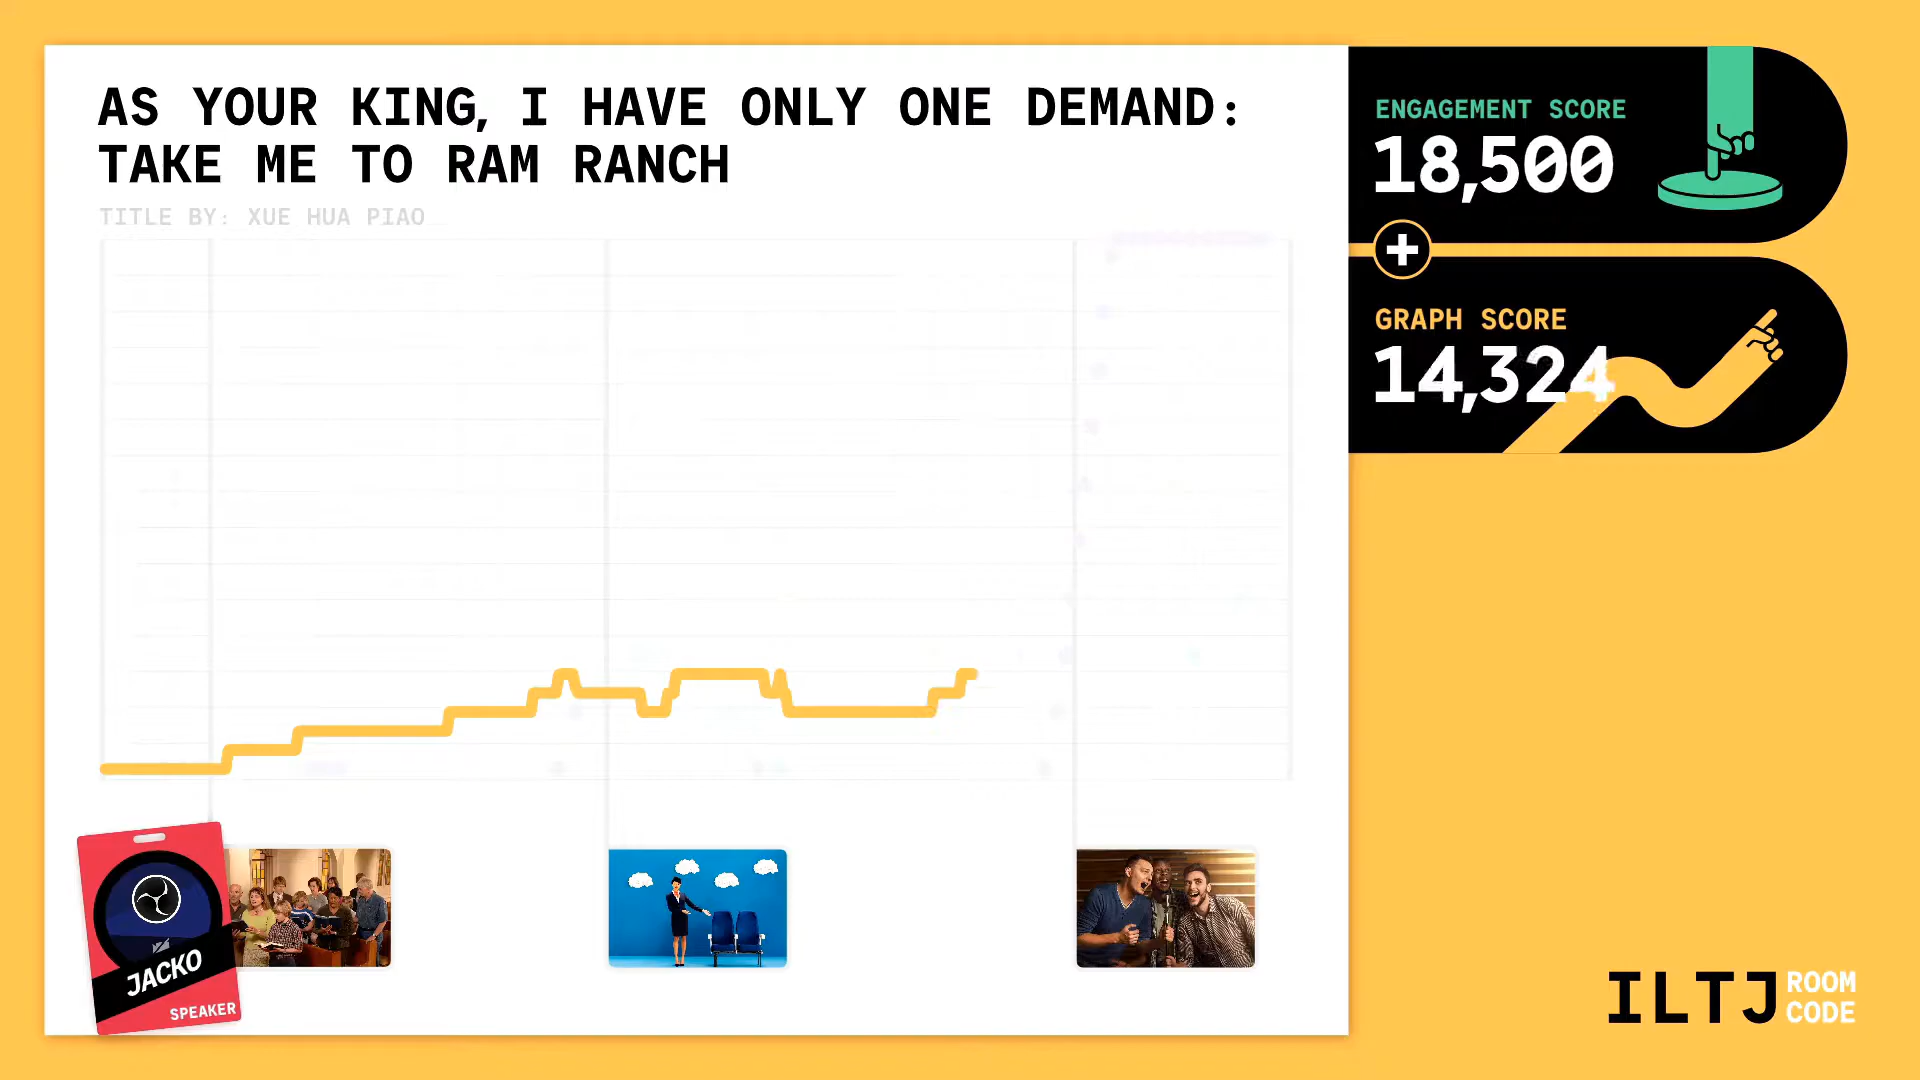 AS YOUR KING, I HAVE ONLY ONE DEMAND:
TAKE ME TO RAM RANCH
TITLE BY: XUE HUA PIAO
ENGAGEMENT SCORE
18,500
+
GRAPH SCORE
14,324
JACKO
SPEAKER
ILTJ
ROOM
CODE